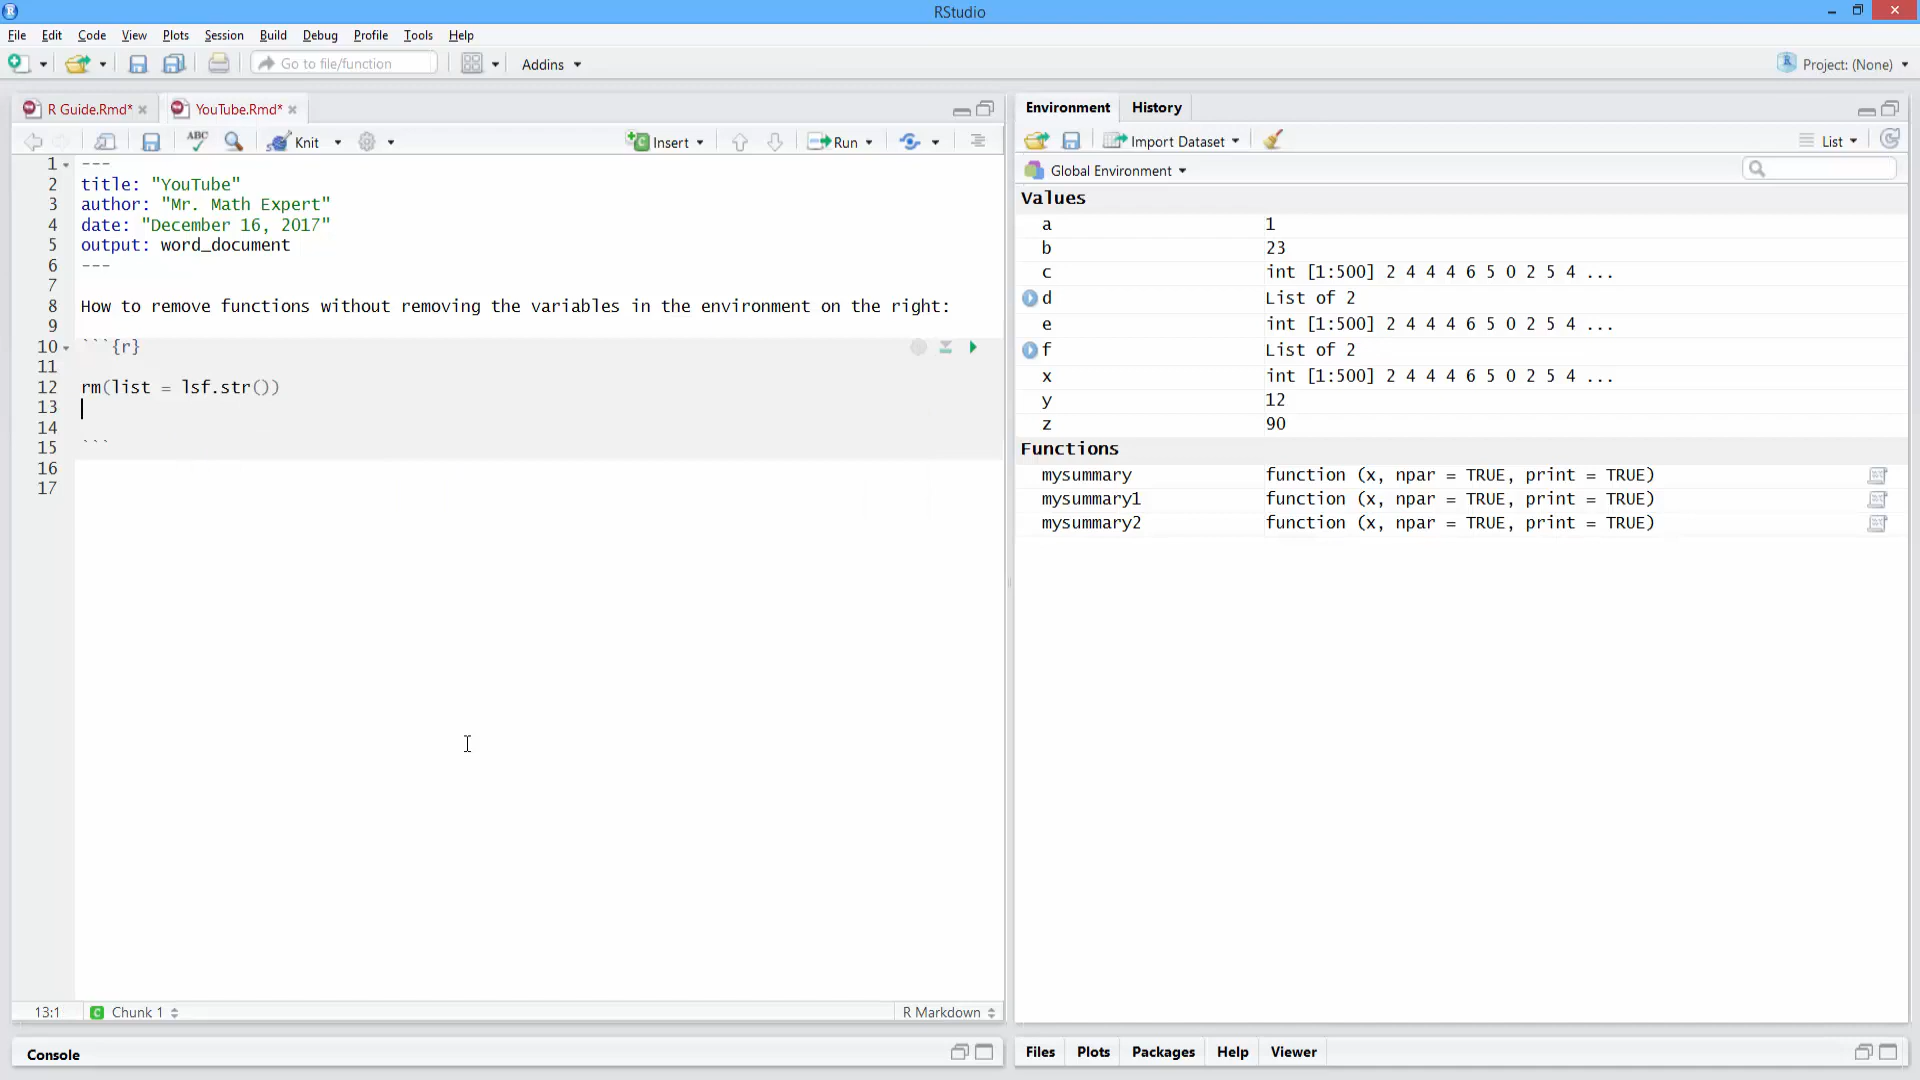 RStudio
File Edit Code View Plots Session Build Debug Profile Tools Help
Go to file/function Addins Project: (None)
R Guide.Rmd* YouTube.Rmd*
ABC Knit Insert Run
1 ---
2 title: "YouTube"
3 author: "Mr. Math Expert"
4 date: "December 16, 2017"
5 output: word_document
6 ---
7
8 How to remove functions without removing the variables in the environment on the right:
9
10 ```{r}
11
12 rm(list = lsf.str())
13
14
15 ```
16
17
13:1 Chunk 1 R Markdown
Console
Environment History
Import Dataset List
Global Environment
Values
a 1
b 23
c int [1:500] 2 4 4 4 6 5 0 2 5 4 ...
d List of 2
e int [1:500] 2 4 4 4 6 5 0 2 5 4 ...
f List of 2
x int [1:500] 2 4 4 4 6 5 0 2 5 4 ...
y 12
z 90
Functions
mysummary function (x, npar = TRUE, print = TRUE)
mysummary1 function (x, npar = TRUE, print = TRUE)
mysummary2 function (x, npar = TRUE, print = TRUE)
Files Plots Packages Help Viewer